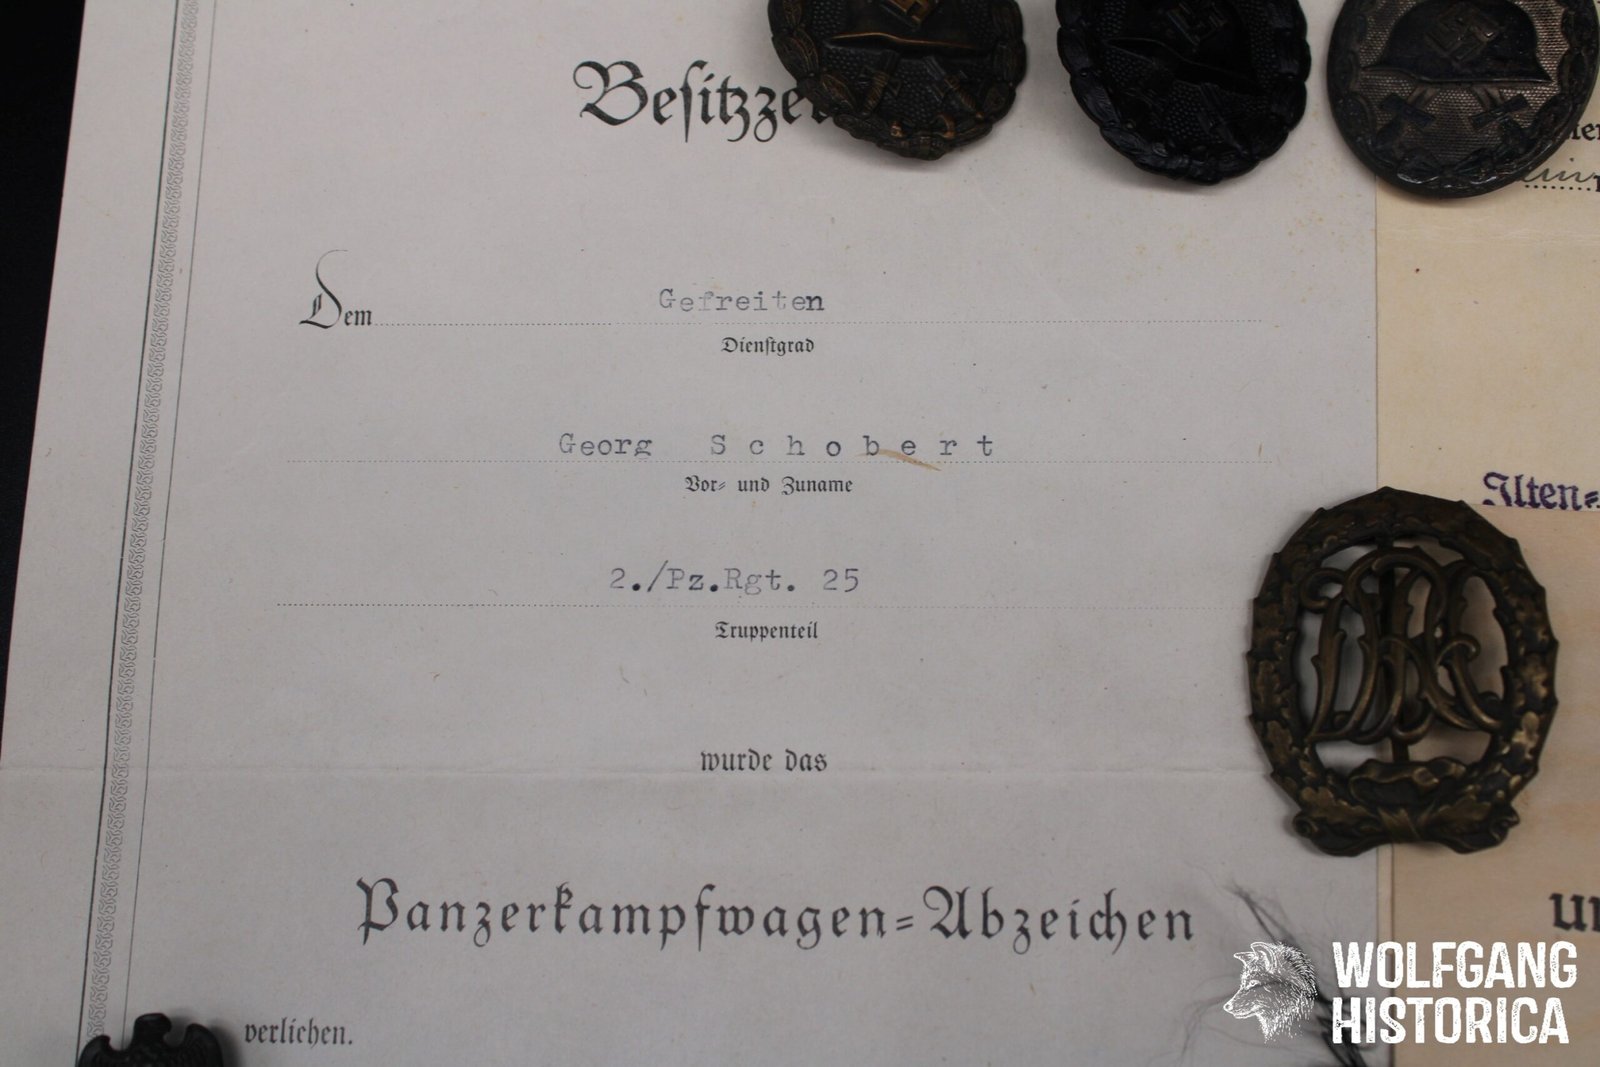 Besitzze
Dem Gefreiten
Dienstgrad
Georg Schobert
Vor- und Zuname
2./Pz.Rgt. 25
Truppenteil
wurde das
Panzerkampfwagen=Abzeichen
verliehen.
Alten=
WOLFGANG
HISTORICA